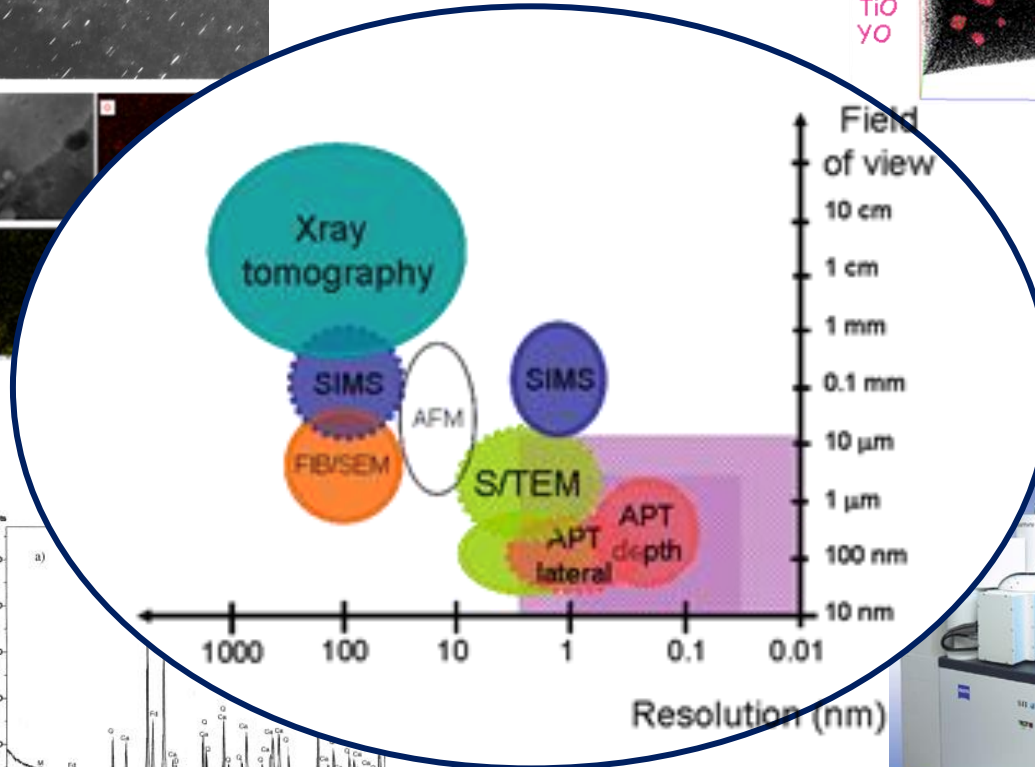 TiO
YO
Field
of view
10 cm
1 cm
1 mm
0.1 mm
10 µm
1 µm
100 nm
10 nm
Xray
tomography
SIMS
SIMS
AFM
FIB/SEM
S/TEM
APT
depth
APT
lateral
1000
100
10
1
0.1
0.01
Resolution (nm)
a)